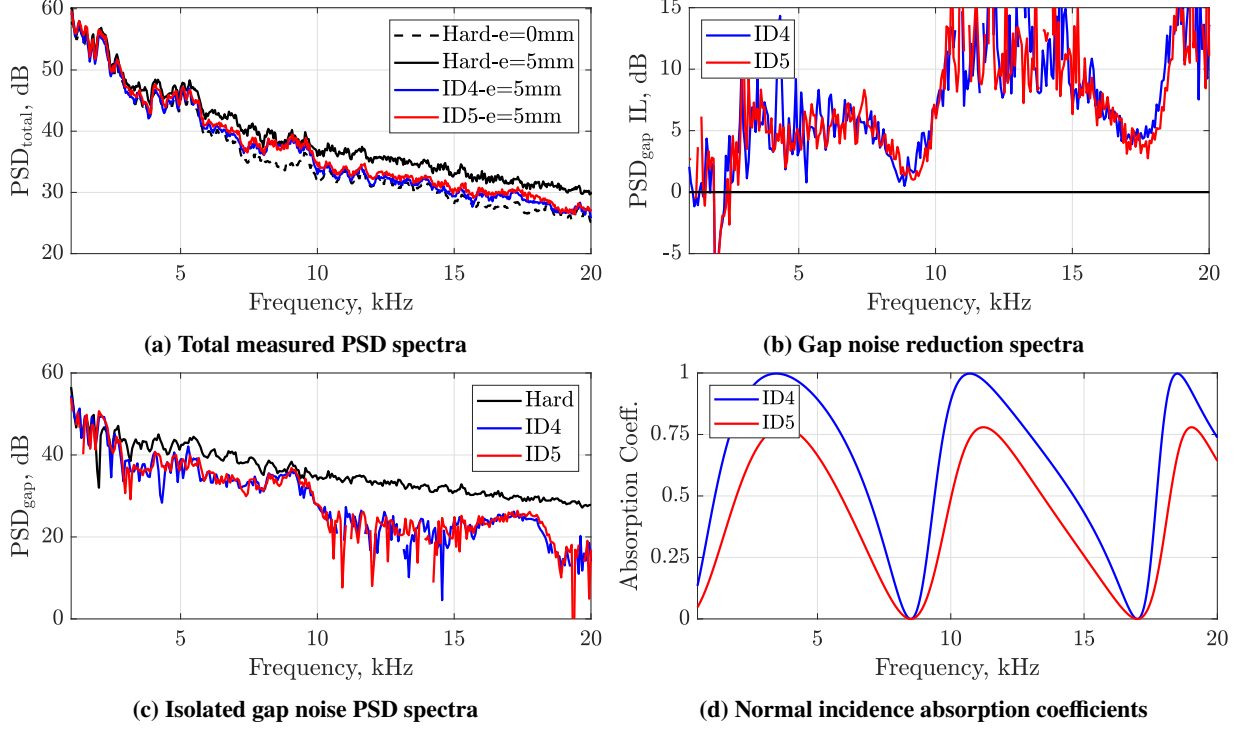 60
50
40
30
20
PSD_total, dB
Hard-e=0mm
Hard-e=5mm
ID4-e=5mm
ID5-e=5mm
5 10 15 20
Frequency, kHz
(a) Total measured PSD spectra
15
10
5
0
-5
PSD_gap IL, dB
ID4
ID5
5 10 15 20
Frequency, kHz
(b) Gap noise reduction spectra
60
40
20
0
PSD_gap, dB
Hard
ID4
ID5
5 10 15 20
Frequency, kHz
(c) Isolated gap noise PSD spectra
1
0.75
0.5
0.25
0
Absorption Coeff.
ID4
ID5
5 10 15 20
Frequency, kHz
(d) Normal incidence absorption coefficients